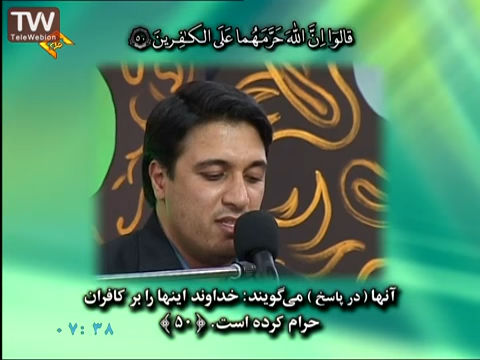 TW
TeleWebion
قَالُوٓا۟ إِنَّ ٱللَّهَ حَرَّمَهُمَا عَلَى ٱلْكَٰفِرِينَ ﴿٥٠﴾
آنها ( در پاسخ ) می‌گویند: خداوند اینها را بر کافران
حرام کرده است. ﴿ ۵۰ ﴾
۰۷:۳۸